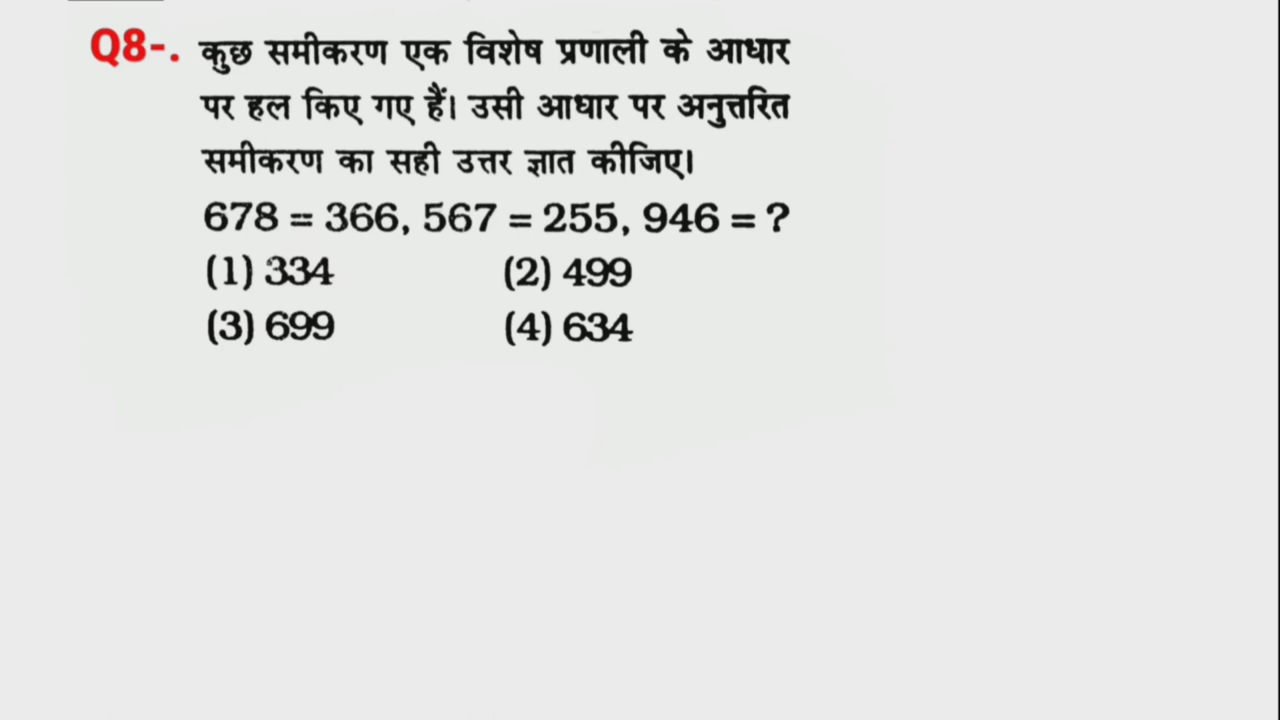 Q8-. कुछ समीकरण एक विशेष प्रणाली के आधार
पर हल किए गए हैं। उसी आधार पर अनुत्तरित
समीकरण का सही उत्तर ज्ञात कीजिए।
678 = 366, 567 = 255, 946 = ?
(1) 334 (2) 499
(3) 699 (4) 634